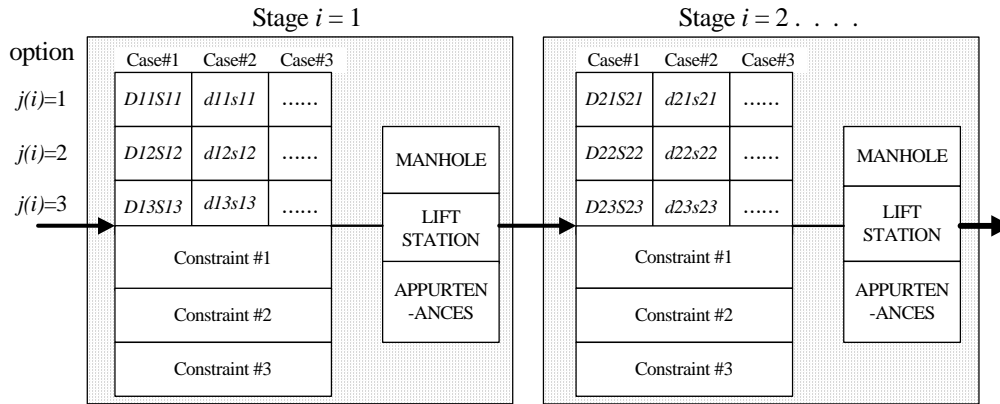 Stage i = 1
Stage i = 2 . . . .
option
Case#1 Case#2 Case#3
Case#1 Case#2 Case#3
j(i)=1
D11S11 d11s11 ......
D21S21 d21s21 ......
j(i)=2
D12S12 d12s12 ......
D22S22 d22s22 ......
j(i)=3
D13S13 d13s13 ......
D23S23 d23s23 ......
MANHOLE
LIFT
STATION
APPURTEN
-ANCES
MANHOLE
LIFT
STATION
APPURTEN
-ANCES
Constraint #1
Constraint #2
Constraint #3
Constraint #1
Constraint #2
Constraint #3